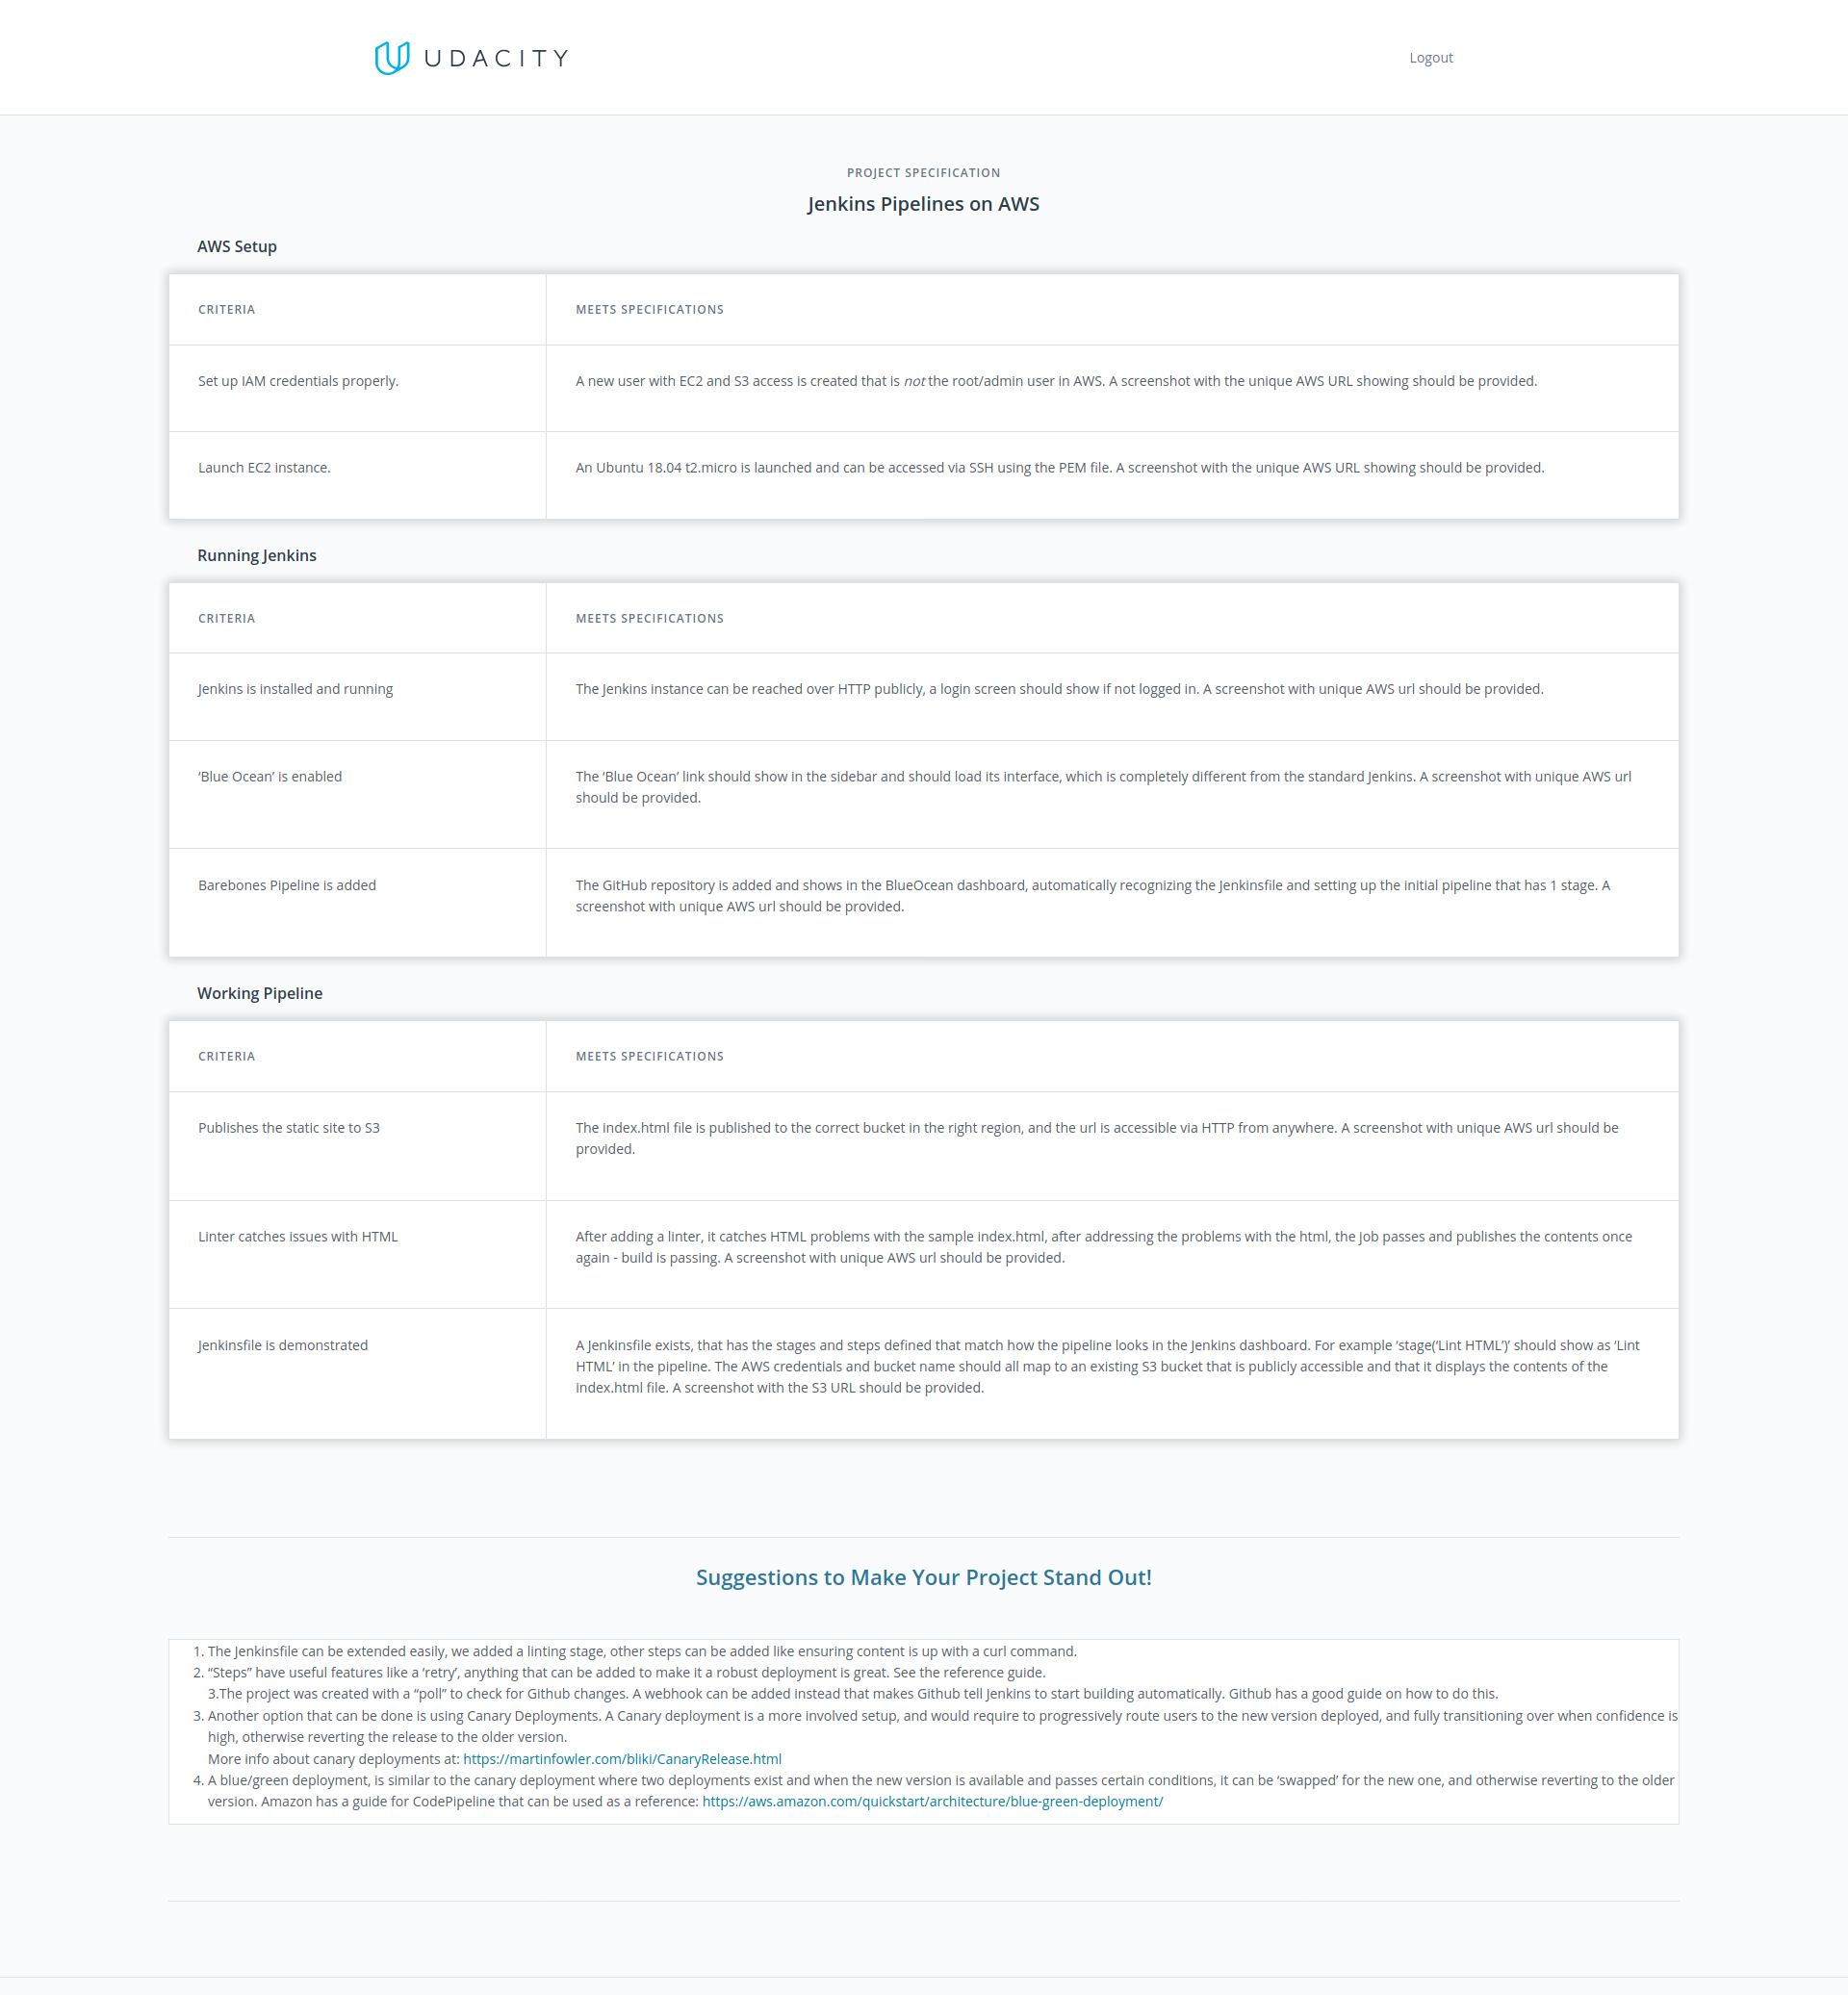 UDACITY
Logout
PROJECT SPECIFICATION
Jenkins Pipelines on AWS
AWS Setup
CRITERIA
MEETS SPECIFICATIONS
Set up IAM credentials properly.
A new user with EC2 and S3 access is created that is not the root/admin user in AWS. A screenshot with the unique AWS URL showing should be provided.
Launch EC2 instance.
An Ubuntu 18.04 t2.micro is launched and can be accessed via SSH using the PEM file. A screenshot with the unique AWS URL showing should be provided.
Running Jenkins
CRITERIA
MEETS SPECIFICATIONS
Jenkins is installed and running
The Jenkins instance can be reached over HTTP publicly, a login screen should show if not logged in. A screenshot with unique AWS url should be provided.
‘Blue Ocean’ is enabled
The ‘Blue Ocean’ link should show in the sidebar and should load its interface, which is completely different from the standard Jenkins. A screenshot with unique AWS url
should be provided.
Barebones Pipeline is added
The GitHub repository is added and shows in the BlueOcean dashboard, automatically recognizing the Jenkinsfile and setting up the initial pipeline that has 1 stage. A
screenshot with unique AWS url should be provided.
Working Pipeline
CRITERIA
MEETS SPECIFICATIONS
Publishes the static site to S3
The index.html file is published to the correct bucket in the right region, and the url is accessible via HTTP from anywhere. A screenshot with unique AWS url should be
provided.
Linter catches issues with HTML
After adding a linter, it catches HTML problems with the sample index.html, after addressing the problems with the html, the job passes and publishes the contents once
again - build is passing. A screenshot with unique AWS url should be provided.
Jenkinsfile is demonstrated
A Jenkinsfile exists, that has the stages and steps defined that match how the pipeline looks in the Jenkins dashboard. For example ‘stage(‘Lint HTML’)’ should show as ‘Lint
HTML’ in the pipeline. The AWS credentials and bucket name should all map to an existing S3 bucket that is publicly accessible and that it displays the contents of the
index.html file. A screenshot with the S3 URL should be provided.
Suggestions to Make Your Project Stand Out!
1. The Jenkinsfile can be extended easily, we added a linting stage, other steps can be added like ensuring content is up with a curl command.
2. “Steps” have useful features like a ‘retry’, anything that can be added to make it a robust deployment is great. See the reference guide.
3.The project was created with a “poll” to check for Github changes. A webhook can be added instead that makes Github tell Jenkins to start building automatically. Github has a good guide on how to do this.
3. Another option that can be done is using Canary Deployments. A Canary deployment is a more involved setup, and would require to progressively route users to the new version deployed, and fully transitioning over when confidence is
high, otherwise reverting the release to the older version.
More info about canary deployments at: https://martinfowler.com/bliki/CanaryRelease.html
4. A blue/green deployment, is similar to the canary deployment where two deployments exist and when the new version is available and passes certain conditions, it can be ‘swapped’ for the new one, and otherwise reverting to the older
version. Amazon has a guide for CodePipeline that can be used as a reference: https://aws.amazon.com/quickstart/architecture/blue-green-deployment/